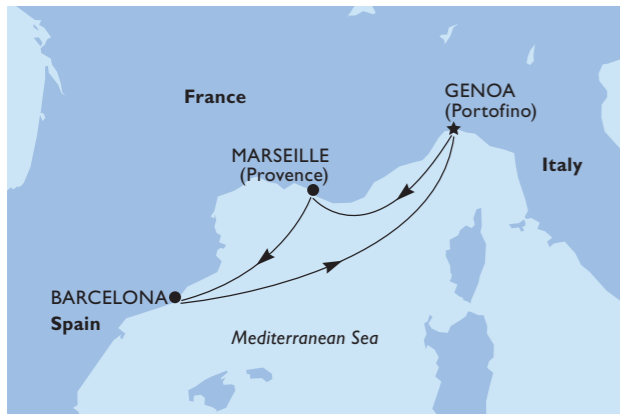 GENOA
(Portofino)
France
MARSEILLE
(Provence)
Italy
BARCELONA
Spain
Mediterranean Sea